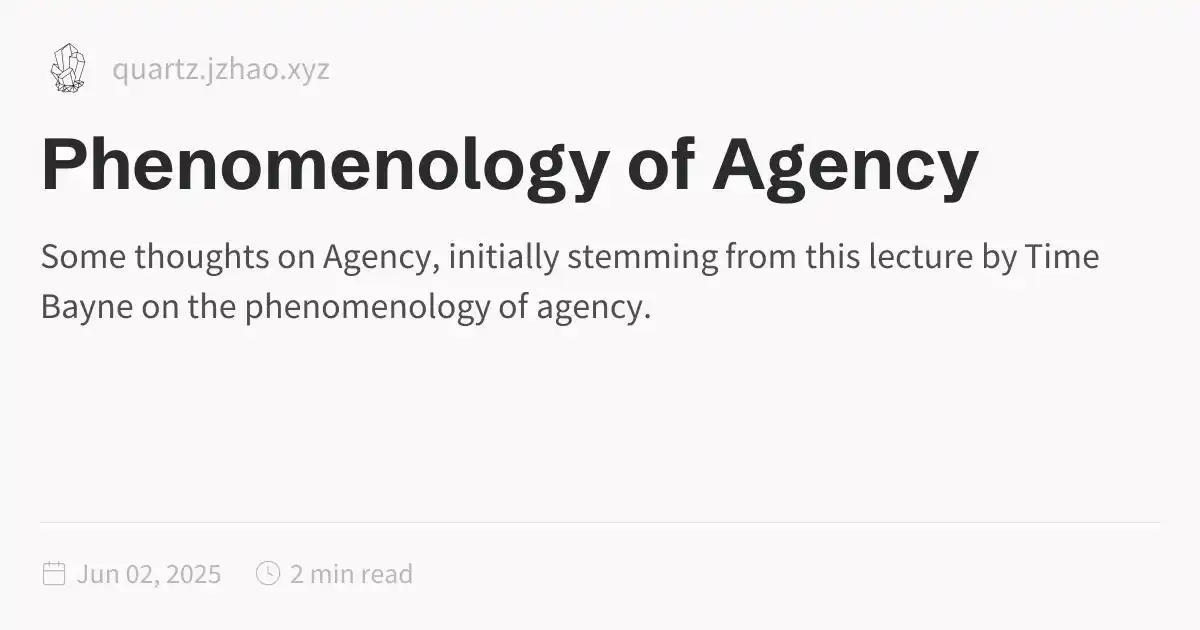 quartz.jzhao.xyz
Phenomenology of Agency
Some thoughts on Agency, initially stemming from this lecture by Time
Bayne on the phenomenology of agency.
Jun 02, 2025 2 min read